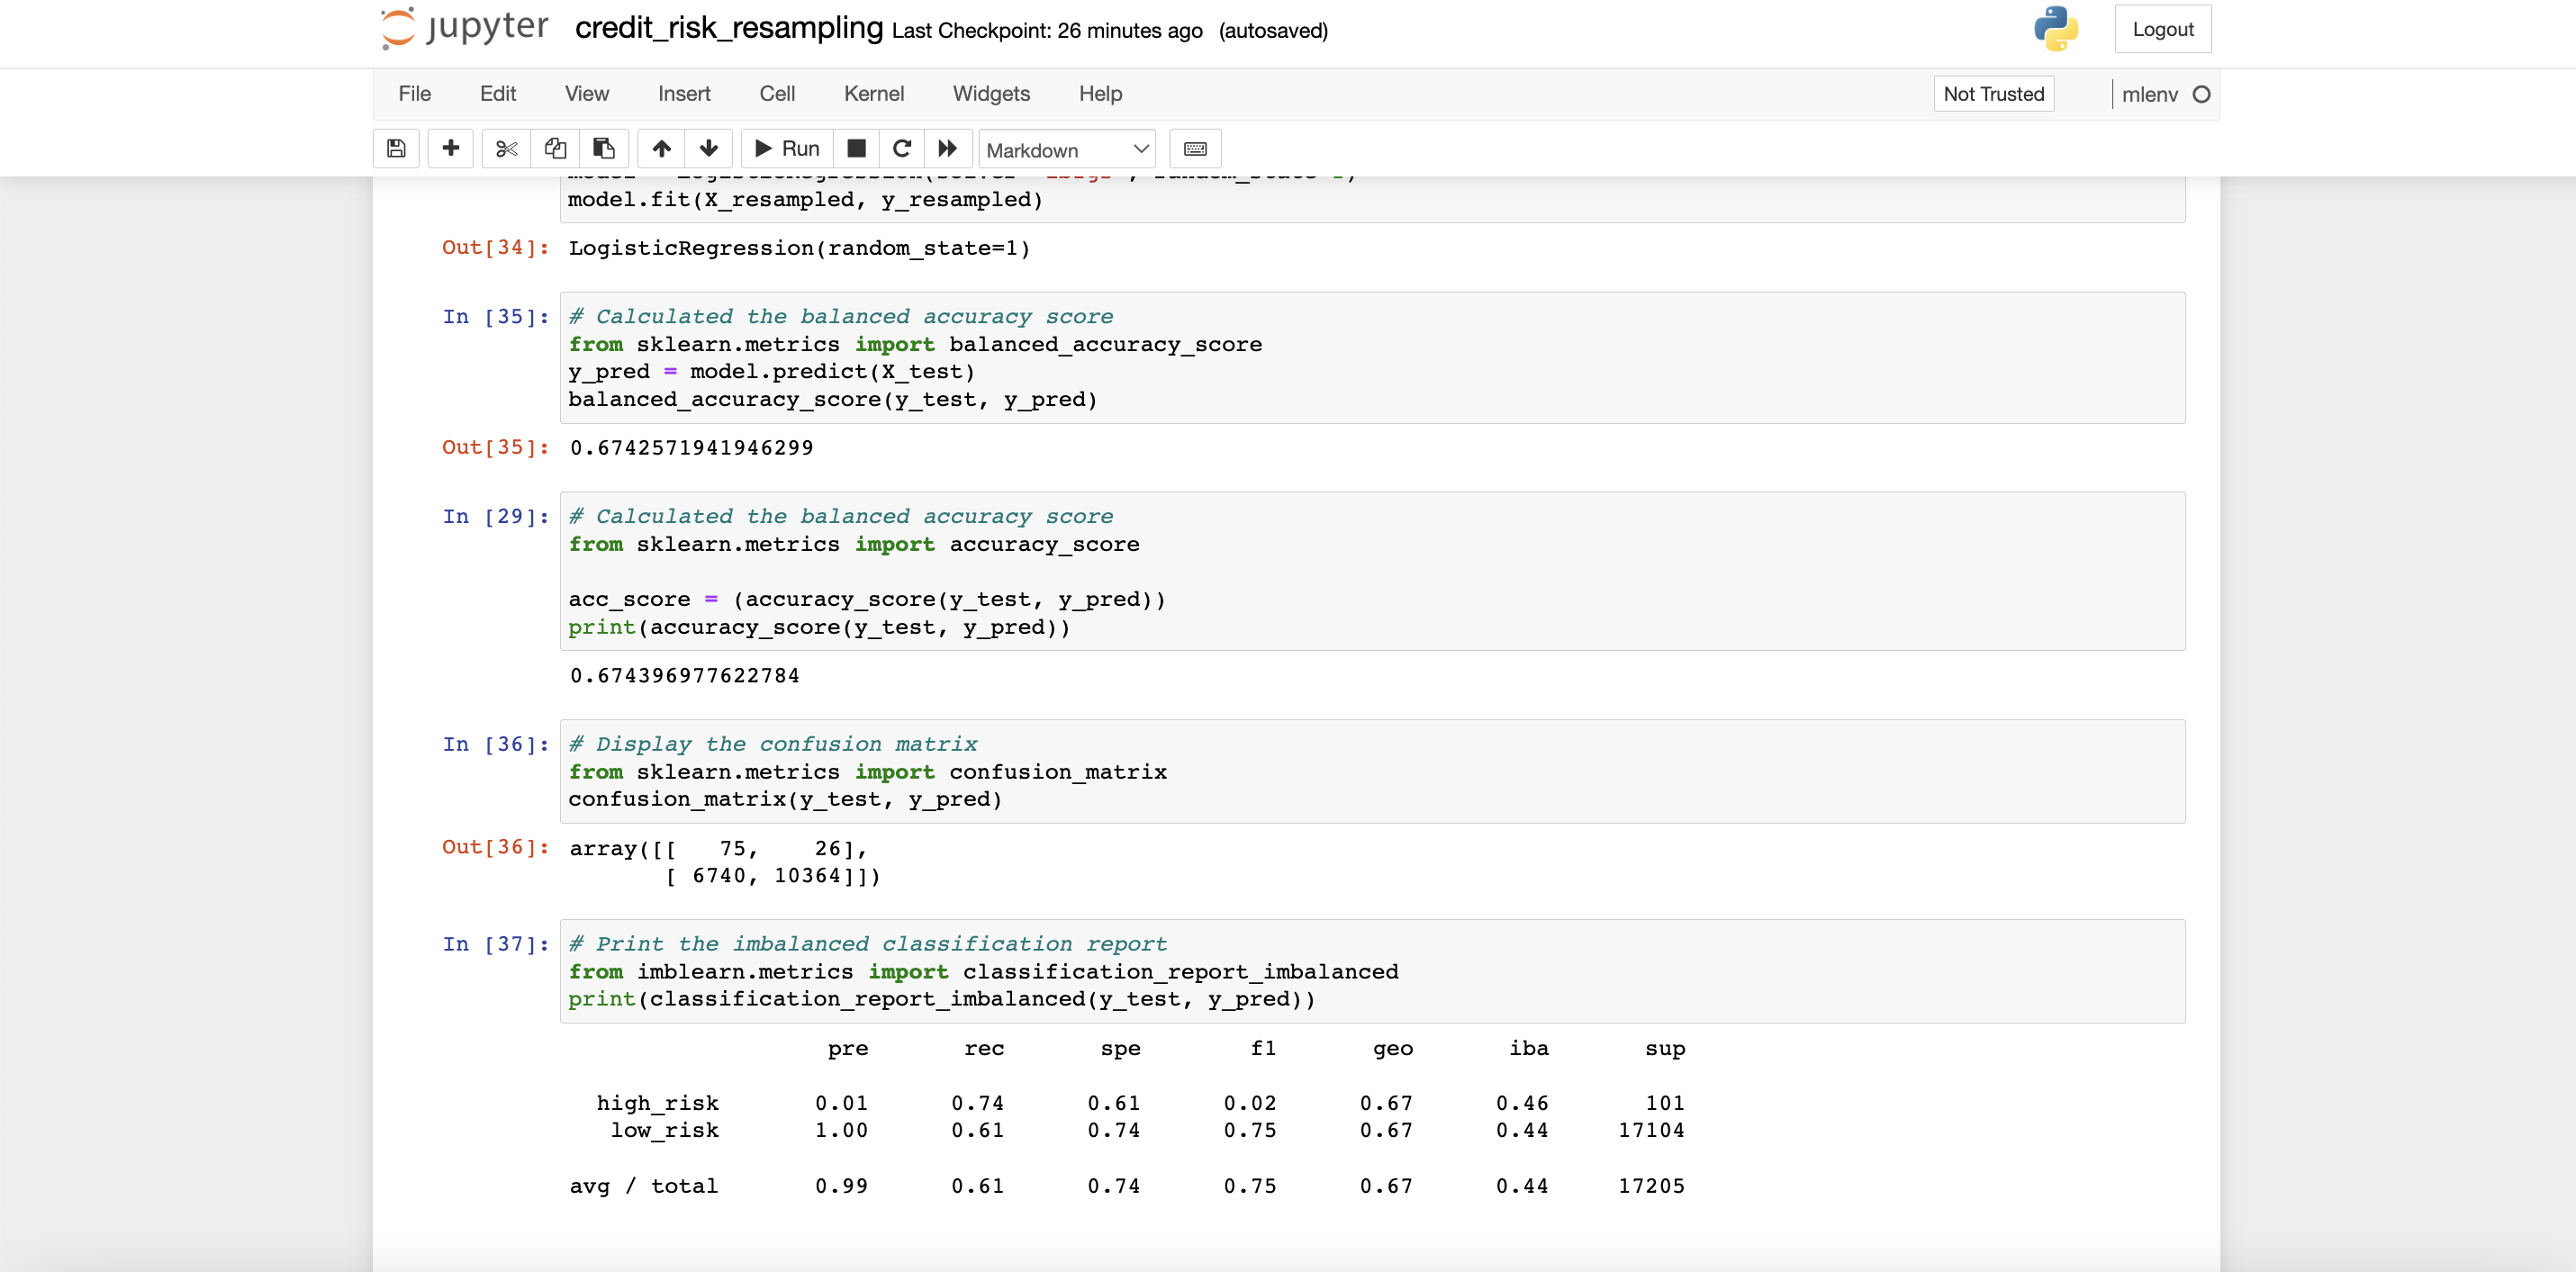 jupyter credit_risk_resampling Last Checkpoint: 26 minutes ago (autosaved) Logout
File Edit View Insert Cell Kernel Widgets Help Not Trusted mlenv
Run Markdown
model.fit(X_resampled, y_resampled)
Out[34]: LogisticRegression(random_state=1)
In [35]: # Calculated the balanced accuracy score
from sklearn.metrics import balanced_accuracy_score
y_pred = model.predict(X_test)
balanced_accuracy_score(y_test, y_pred)
Out[35]: 0.6742571941946299
In [29]: # Calculated the balanced accuracy score
from sklearn.metrics import accuracy_score
acc_score = (accuracy_score(y_test, y_pred))
print(accuracy_score(y_test, y_pred))
0.674396977622784
In [36]: # Display the confusion matrix
from sklearn.metrics import confusion_matrix
confusion_matrix(y_test, y_pred)
Out[36]: array([[   75,    26],
[ 6740, 10364]])
In [37]: # Print the imbalanced classification report
from imblearn.metrics import classification_report_imbalanced
print(classification_report_imbalanced(y_test, y_pred))
pre rec spe f1 geo iba sup
high_risk 0.01 0.74 0.61 0.02 0.67 0.46 101
low_risk 1.00 0.61 0.74 0.75 0.67 0.44 17104
avg / total 0.99 0.61 0.74 0.75 0.67 0.44 17205